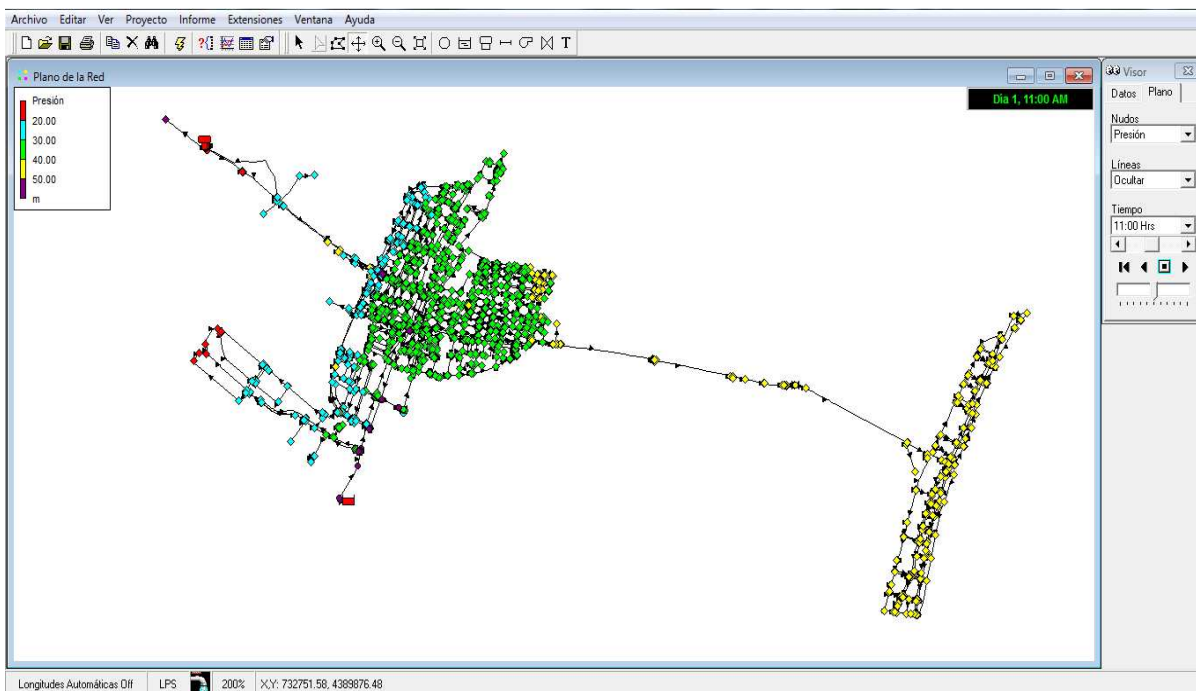 Archivo Editar Ver Proyecto Informe Extensiones Ventana Ayuda
T
Plano de la Red
Presión
20.00
30.00
40.00
50.00
m
Día 1, 11:00 AM
Visor
Datos Plano
Nudos
Presión
Líneas
Ocultar
Tiempo
11:00 Hrs
Longitudes Automáticas Off LPS 200% X,Y: 732751.58, 4389876.48